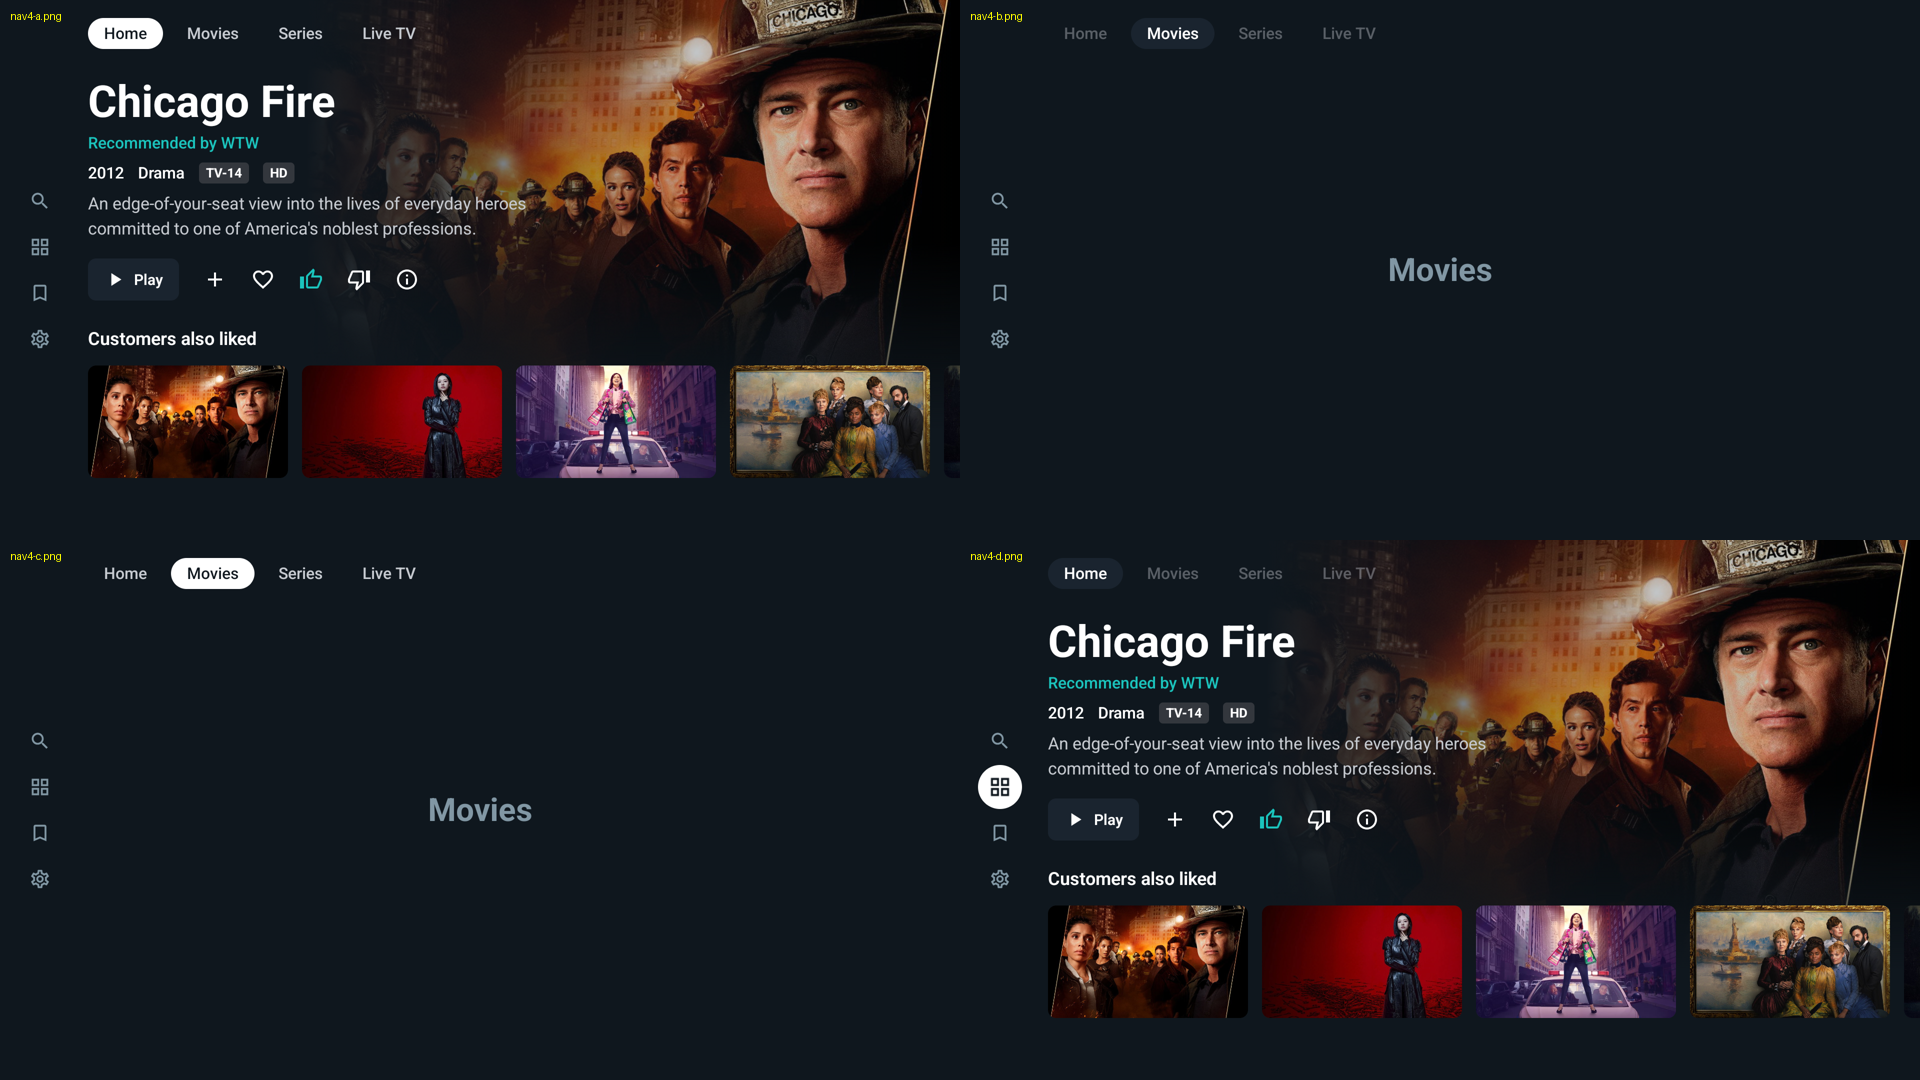 nav4-a.png
Home Movies Series Live TV
CHICAGO
Chicago Fire
Recommended by WTW
2012 Drama TV-14 HD
An edge-of-your-seat view into the lives of everyday heroes
committed to one of America's noblest professions.
Play
Customers also liked
nav4-b.png
Home Movies Series Live TV
Movies
nav4-c.png
Home Movies Series Live TV
Movies
nav4-d.png
Home Movies Series Live TV
CHICAGO
Chicago Fire
Recommended by WTW
2012 Drama TV-14 HD
An edge-of-your-seat view into the lives of everyday heroes
committed to one of America's noblest professions.
Play
Customers also liked